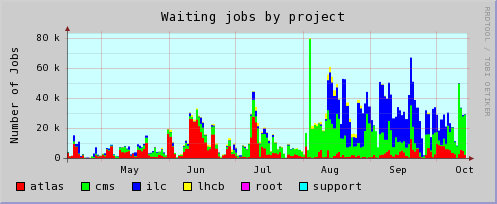 Waiting jobs by project
RRDTOOL / TOBI OETIKER
Number of Jobs
80 k
60 k
40 k
20 k
0
May Jun Jul Aug Sep Oct
atlas cms ilc lhcb root support